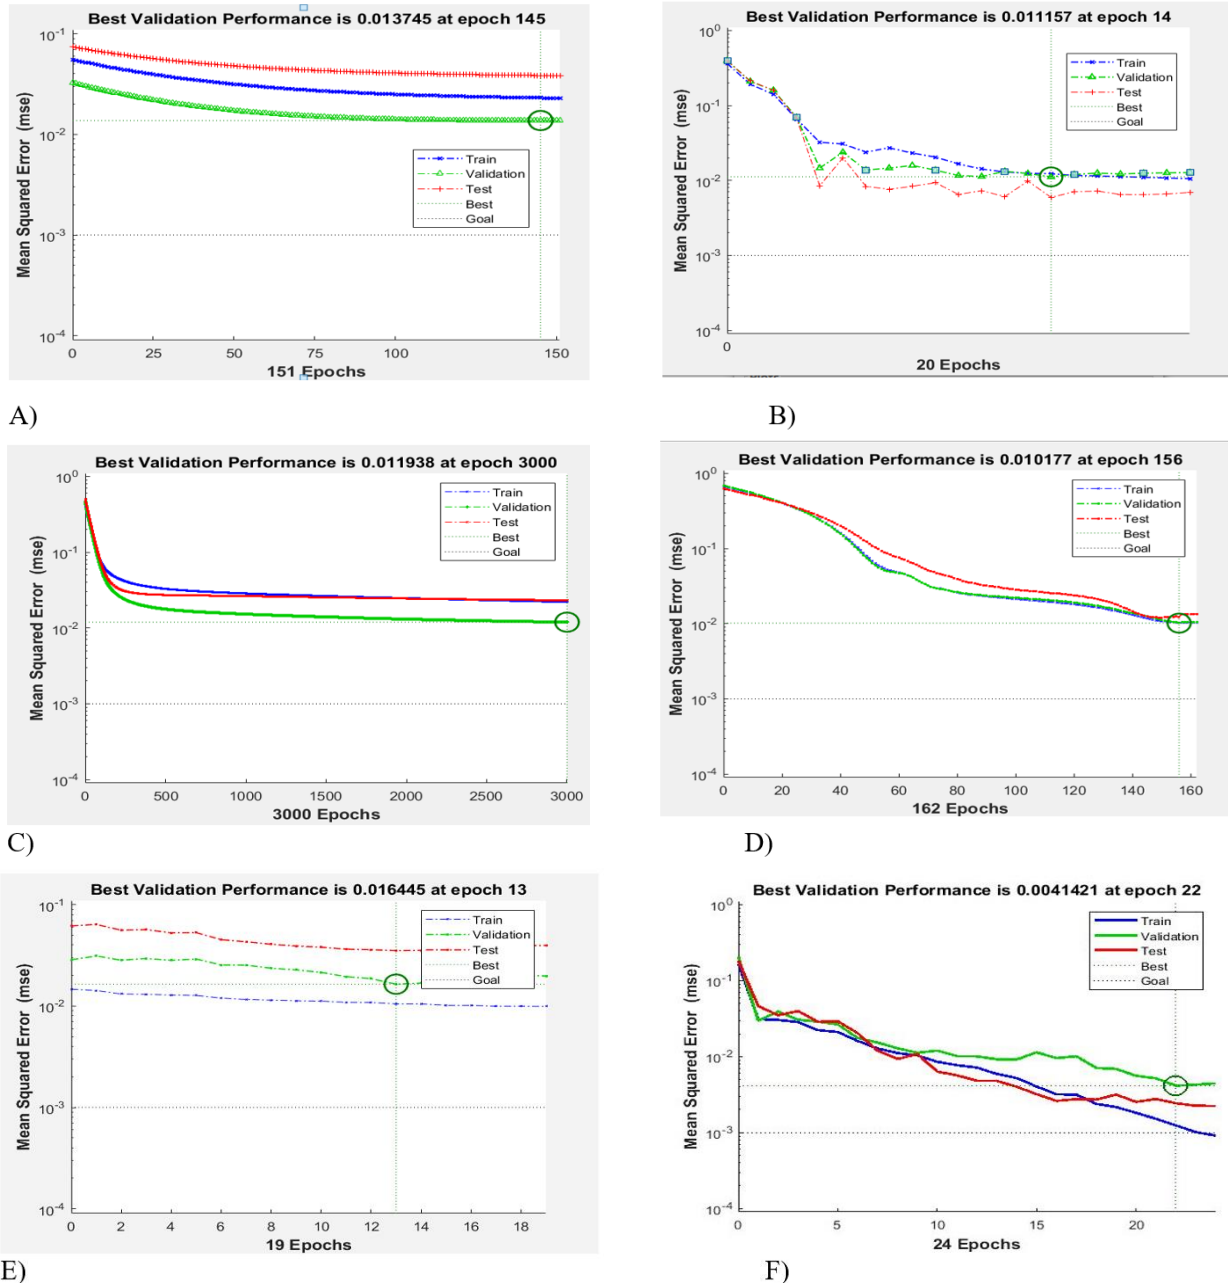 Best Validation Performance is 0.013745 at epoch 145
Mean Squared Error (mse)
10^-1
10^-2
10^-3
10^-4
Train
Validation
Test
Best
Goal
0 25 50 75 100 150
151 Epochs
A)
Best Validation Performance is 0.011157 at epoch 14
Mean Squared Error (mse)
10^0
10^-1
10^-2
10^-3
10^-4
Train
Validation
Test
Best
Goal
0
20 Epochs
B)
Best Validation Performance is 0.011938 at epoch 3000
Mean Squared Error (mse)
10^0
10^-1
10^-2
10^-3
10^-4
Train
Validation
Test
Best
Goal
0 500 1000 1500 2000 2500 3000
3000 Epochs
C)
Best Validation Performance is 0.010177 at epoch 156
Mean Squared Error (mse)
10^0
10^-1
10^-2
10^-3
10^-4
Train
Validation
Test
Best
Goal
0 20 40 60 80 100 120 140 160
162 Epochs
D)
Best Validation Performance is 0.016445 at epoch 13
Mean Squared Error (mse)
10^-1
10^-2
10^-3
10^-4
Train
Validation
Test
Best
Goal
0 2 4 6 8 10 12 14 16 18
19 Epochs
E)
Best Validation Performance is 0.0041421 at epoch 22
Mean Squared Error (mse)
10^0
10^-1
10^-2
10^-3
10^-4
Train
Validation
Test
Best
Goal
0 5 10 15 20
24 Epochs
F)